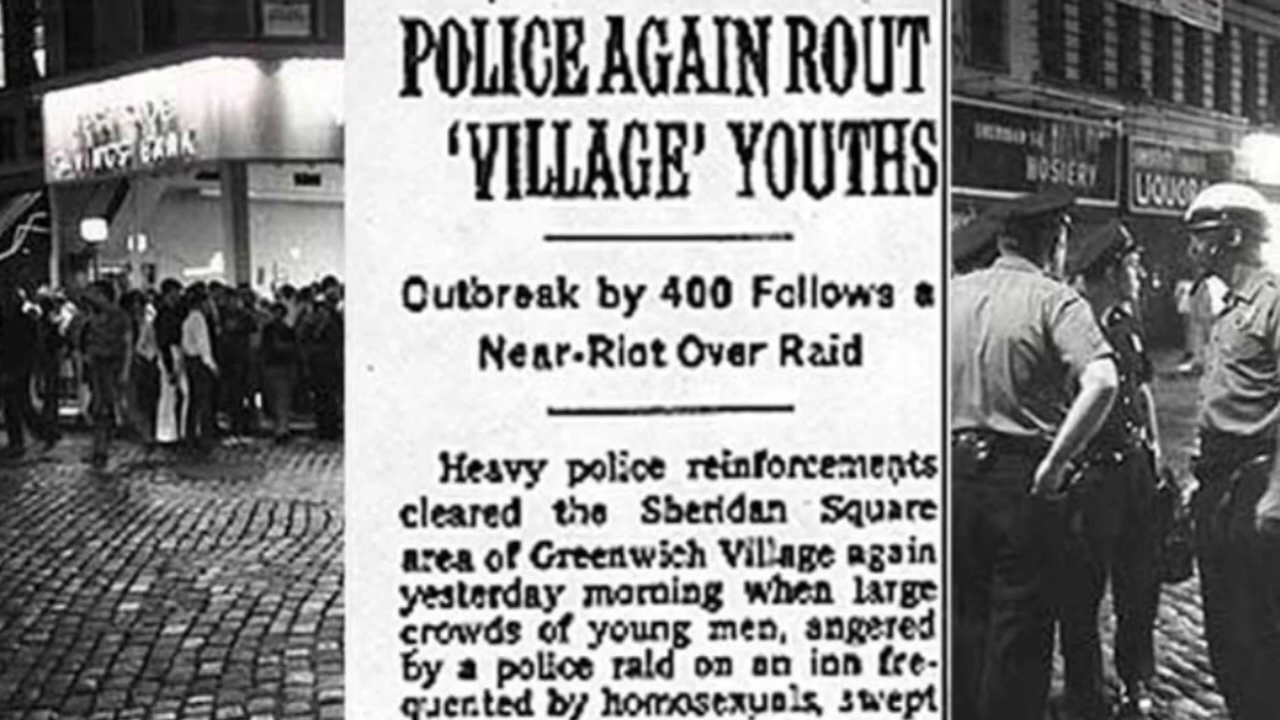 SAVINGS BANK
POLICE AGAIN ROUT
'VILLAGE' YOUTHS
Outbreak by 400 Follows a
Near-Riot Over Raid
Heavy police reinforcements
cleared the Sheridan Square
area of Greenwich Village again
yesterday morning when large
crowds of young men, angered
by a police raid on an inn fre-
quented by homosexuals, swept
HOSIERY
LIQUOR